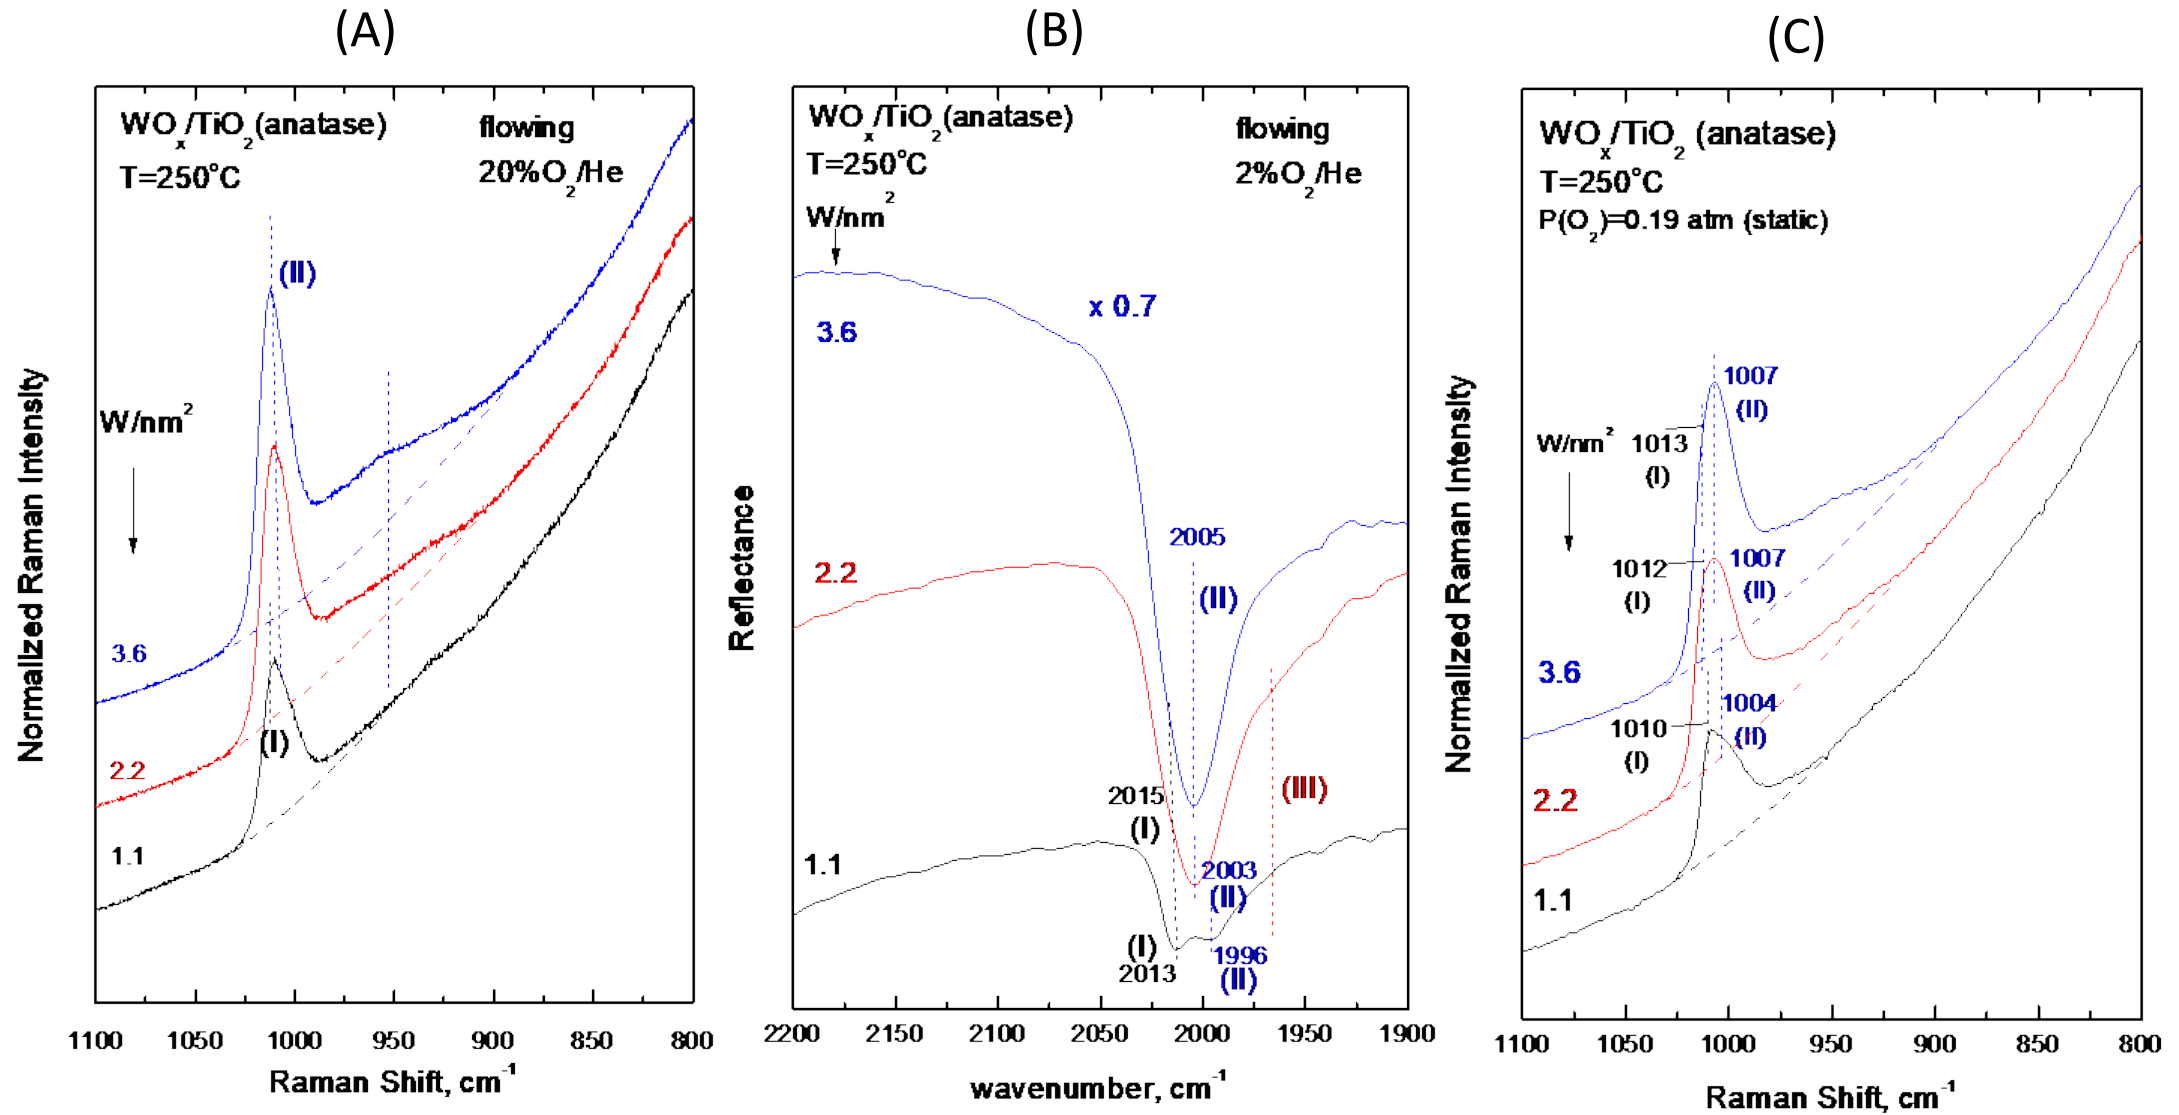 (A)
WOₓ/TiO₂(anatase)
T=250°C
flowing
20%O₂/He
(II)
W/nm²
3.6
2.2
(I)
1.1
Normalized Raman Intensity
1100 1050 1000 950 900 850 800
Raman Shift, cm⁻¹
(B)
WOₓ/TiO₂(anatase)
T=250°C
flowing
2%O₂/He
W/nm²
3.6
x 0.7
2005
(II)
2.2
2015
(I)
(III)
1.1
2003
(II)
(I)
2013
1996
(II)
Reflectance
2200 2150 2100 2050 2000 1950 1900
wavenumber, cm⁻¹
(C)
WOₓ/TiO₂ (anatase)
T=250°C
P(O₂)=0.19 atm (static)
W/nm²
1007
(II)
1013
(I)
1012
(I)
1007
(II)
3.6
1004
(II)
1010
(I)
2.2
1.1
Normalized Raman Intensity
1100 1050 1000 950 900 850 800
Raman Shift, cm⁻¹